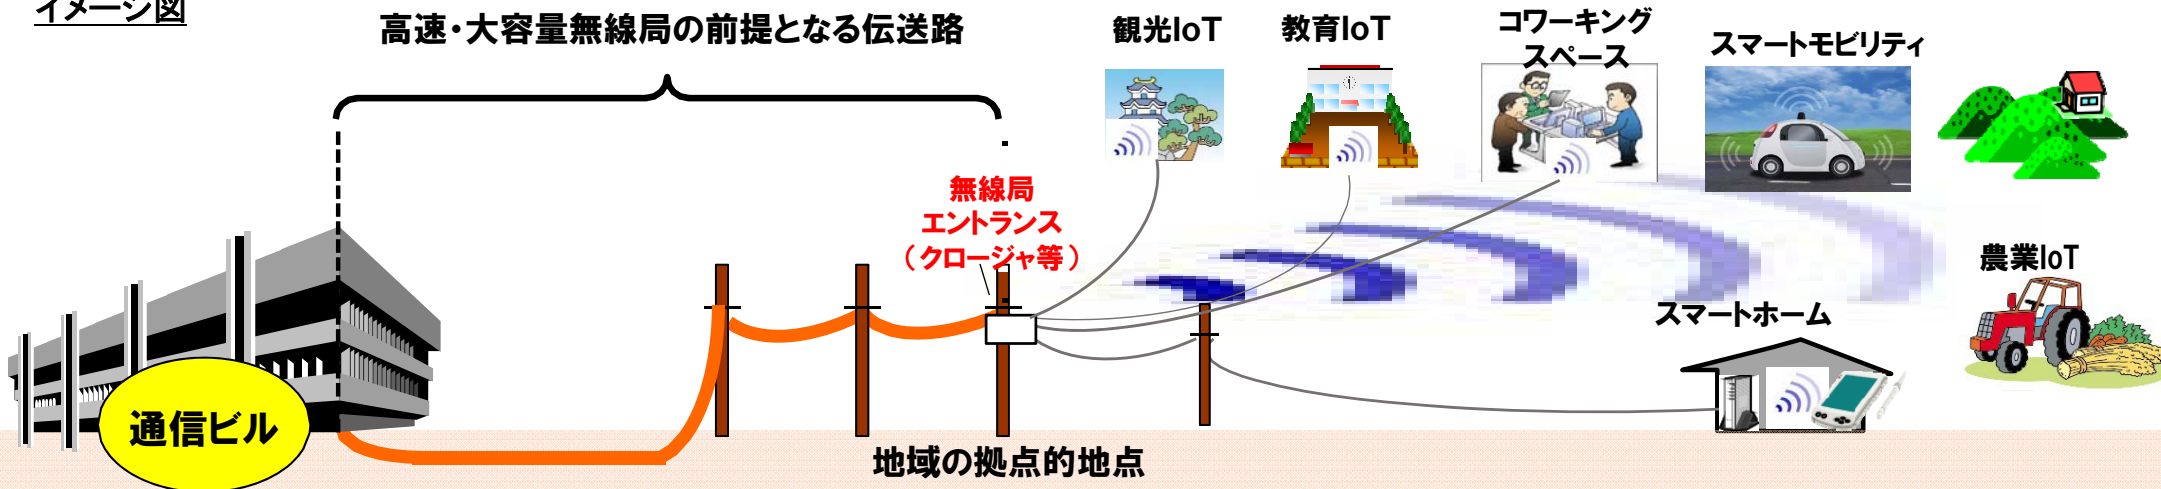 イメージ図
高速・大容量無線局の前提となる伝送路
観光IoT
教育IoT
コワーキング
スペース
スマートモビリティ
無線局
エントランス
（クロージャ等）
農業IoT
スマートホーム
通信ビル
地域の拠点的地点